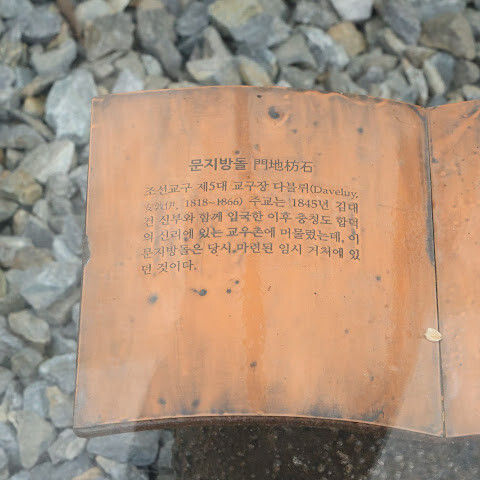 문지방돌 門地枋石
조선교구 제5대 교구장 다블뤼(Daveluy,
安敦伊, 1818~1866) 주교는 1845년 김대
건 신부와 함께 입국한 이후 충청도 합덕
의 신리에 있는 교우촌에 머물렀는데, 이
문지방돌은 당시 마련된 임시 거처에 있
던 것이다.